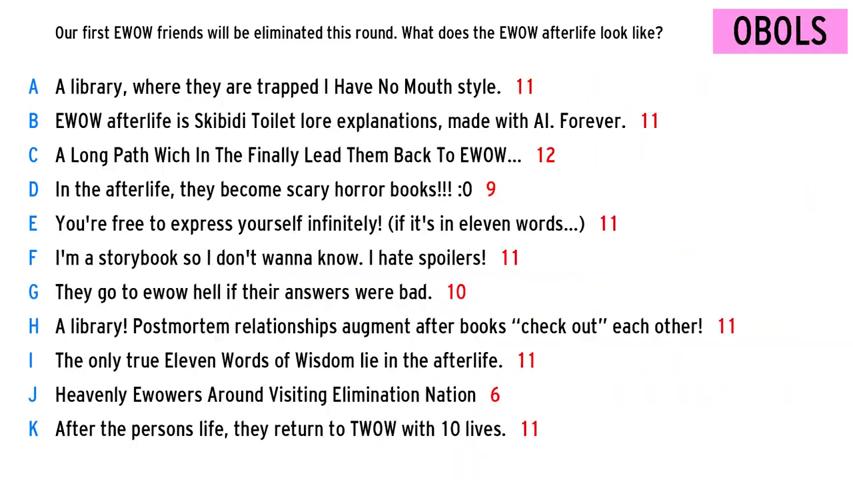 Our first EWOW friends will be eliminated this round. What does the EWOW afterlife look like?
OBOLS
A A library, where they are trapped I Have No Mouth style. 11
B EWOW afterlife is Skibidi Toilet lore explanations, made with AI. Forever. 11
C A Long Path Wich In The Finally Lead Them Back To EWOW... 12
D In the afterlife, they become scary horror books!!! :O 9
E You're free to express yourself infinitely! (if it's in eleven words...) 11
F I'm a storybook so I don't wanna know. I hate spoilers! 11
G They go to ewow hell if their answers were bad. 10
H A library! Postmortem relationships augment after books “check out” each other! 11
I The only true Eleven Words of Wisdom lie in the afterlife. 11
J Heavenly Ewowers Around Visiting Elimination Nation 6
K After the persons life, they return to TWOW with 10 lives. 11